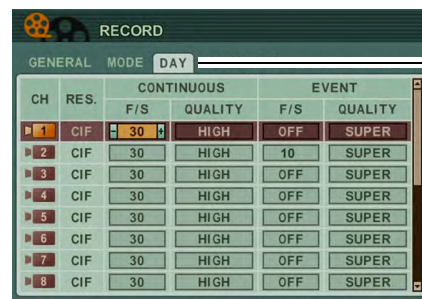 RECORD
GENERAL MODE DAY
CH RES. CONTINUOUS EVENT
F/S QUALITY F/S QUALITY
1 CIF - 30 + HIGH OFF SUPER
2 CIF 30 HIGH 10 SUPER
3 CIF 30 HIGH OFF SUPER
4 CIF 30 HIGH OFF SUPER
5 CIF 30 HIGH OFF SUPER
6 CIF 30 HIGH OFF SUPER
7 CIF 30 HIGH OFF SUPER
8 CIF 30 HIGH OFF SUPER